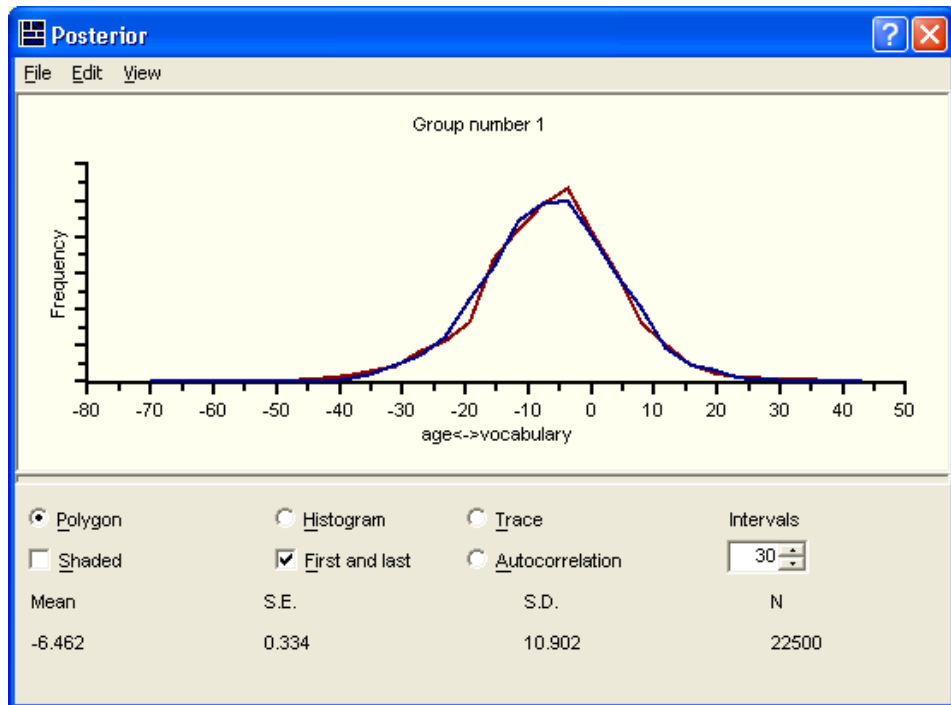 Posterior
File Edit View
Group number 1
Frequency
-80 -70 -60 -50 -40 -30 -20 -10 0 10 20 30 40 50
age<->vocabulary
Polygon Histogram Trace Intervals
Shaded First and last Autocorrelation 30
Mean S.E. S.D. N
-6.462 0.334 10.902 22500